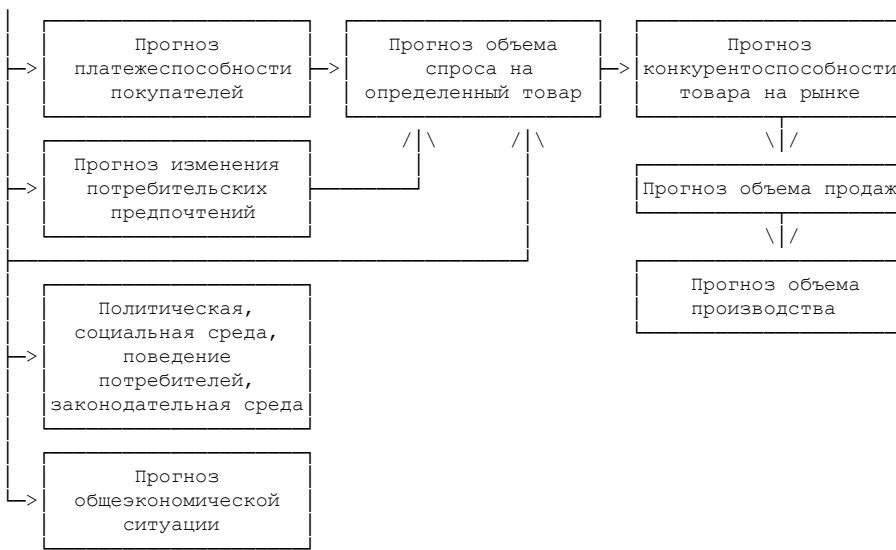 Прогноз
платежеспособности
покупателей
Прогноз объема
спроса на
определенный товар
Прогноз
конкурентоспособности
товара на рынке
Прогноз изменения
потребительских
предпочтений
Прогноз объема продаж
Прогноз объема
производства
Политическая,
социальная среда,
поведение
потребителей,
законодательная среда
Прогноз
общеэкономической
ситуации